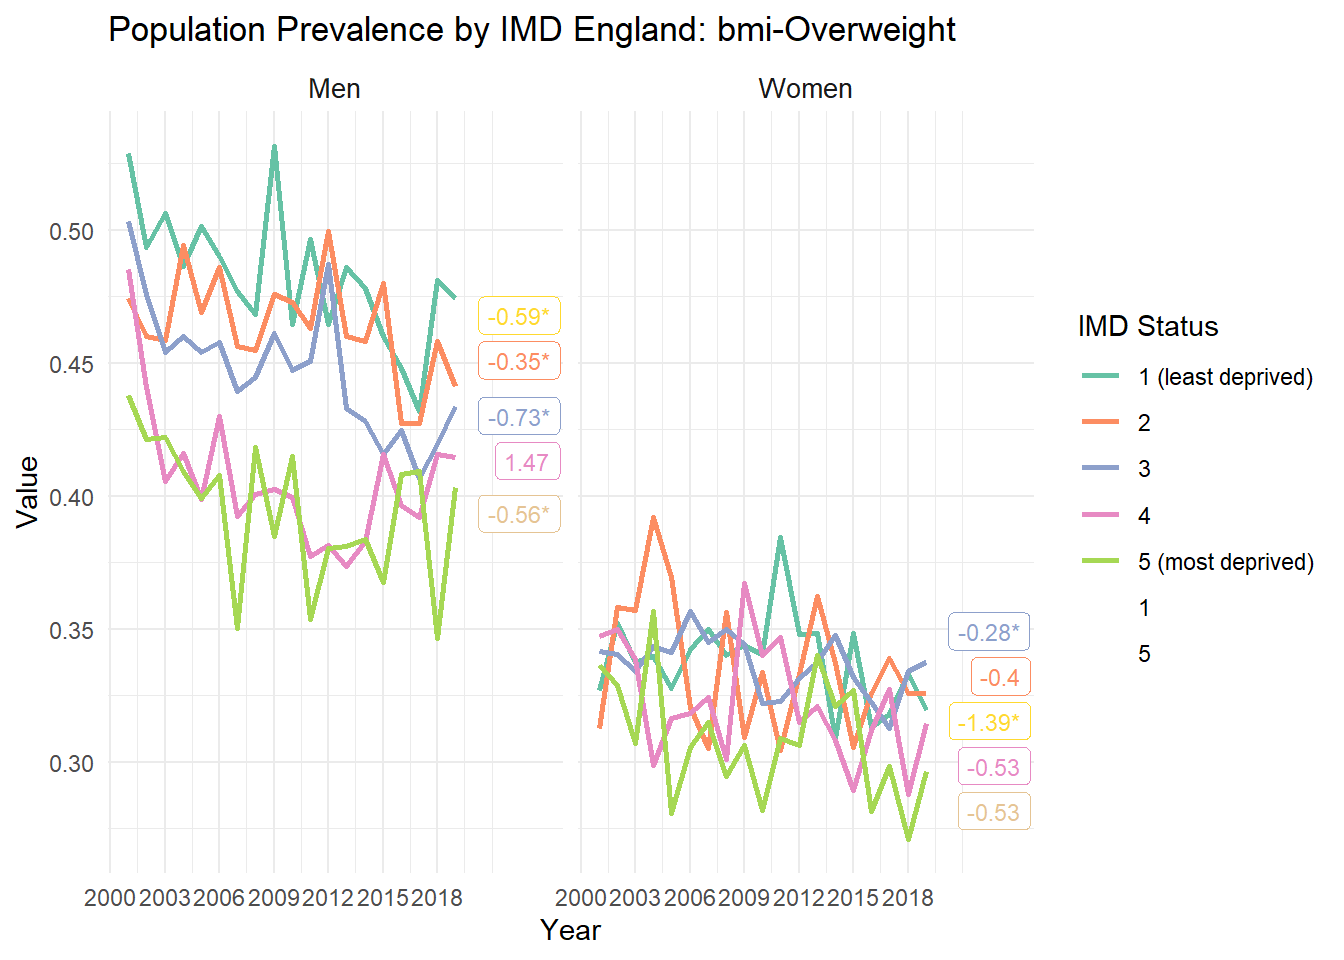 Population Prevalence by IMD England: bmi-Overweight
Men
Women
0.50
0.45
0.40
0.35
0.30
Value
-0.59*
-0.35*
-0.73*
1.47
-0.56*
-0.28*
-0.4
-1.39*
-0.53
-0.53
2000 2003 2006 2009 2012 2015 2018
2000 2003 2006 2009 2012 2015 2018
Year
IMD Status
1 (least deprived)
2
3
4
5 (most deprived)
1
5